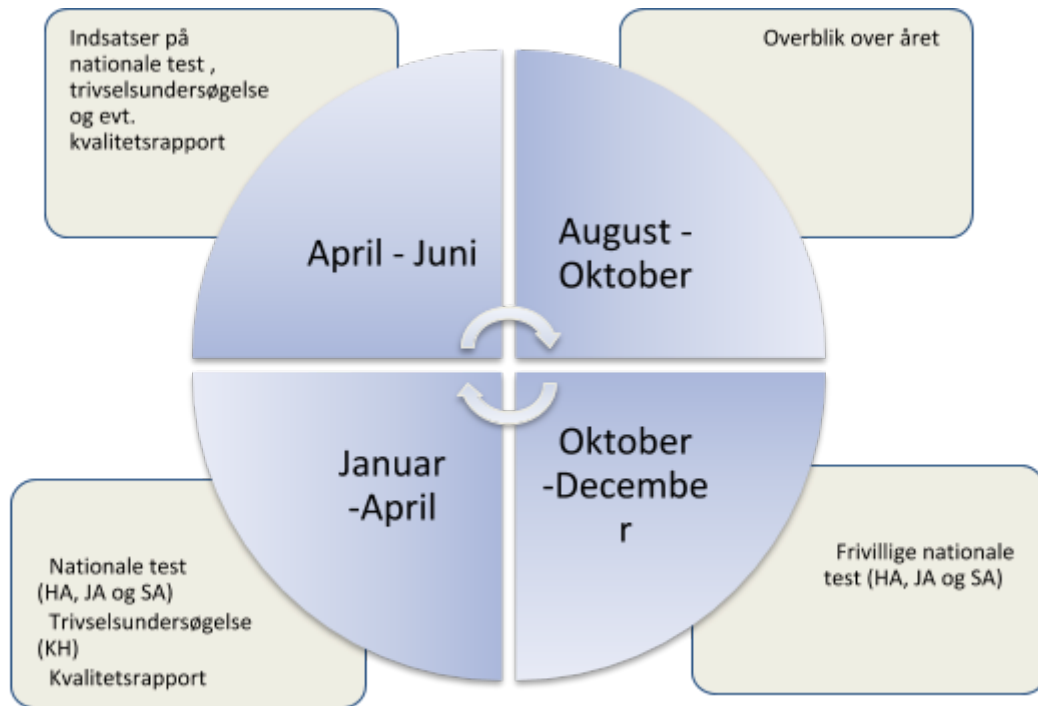 Indsatser på
nationale test ,
trivselsundersøgelse
og evt.
kvalitetsrapport
Overblik over året
April - Juni
August -
Oktober
Januar
-April
Oktober
-Decembe
r
Nationale test
(HA, JA og SA)
Trivselsundersøgelse
(KH)
Kvalitetsrapport
Frivillige nationale
test (HA, JA og SA)